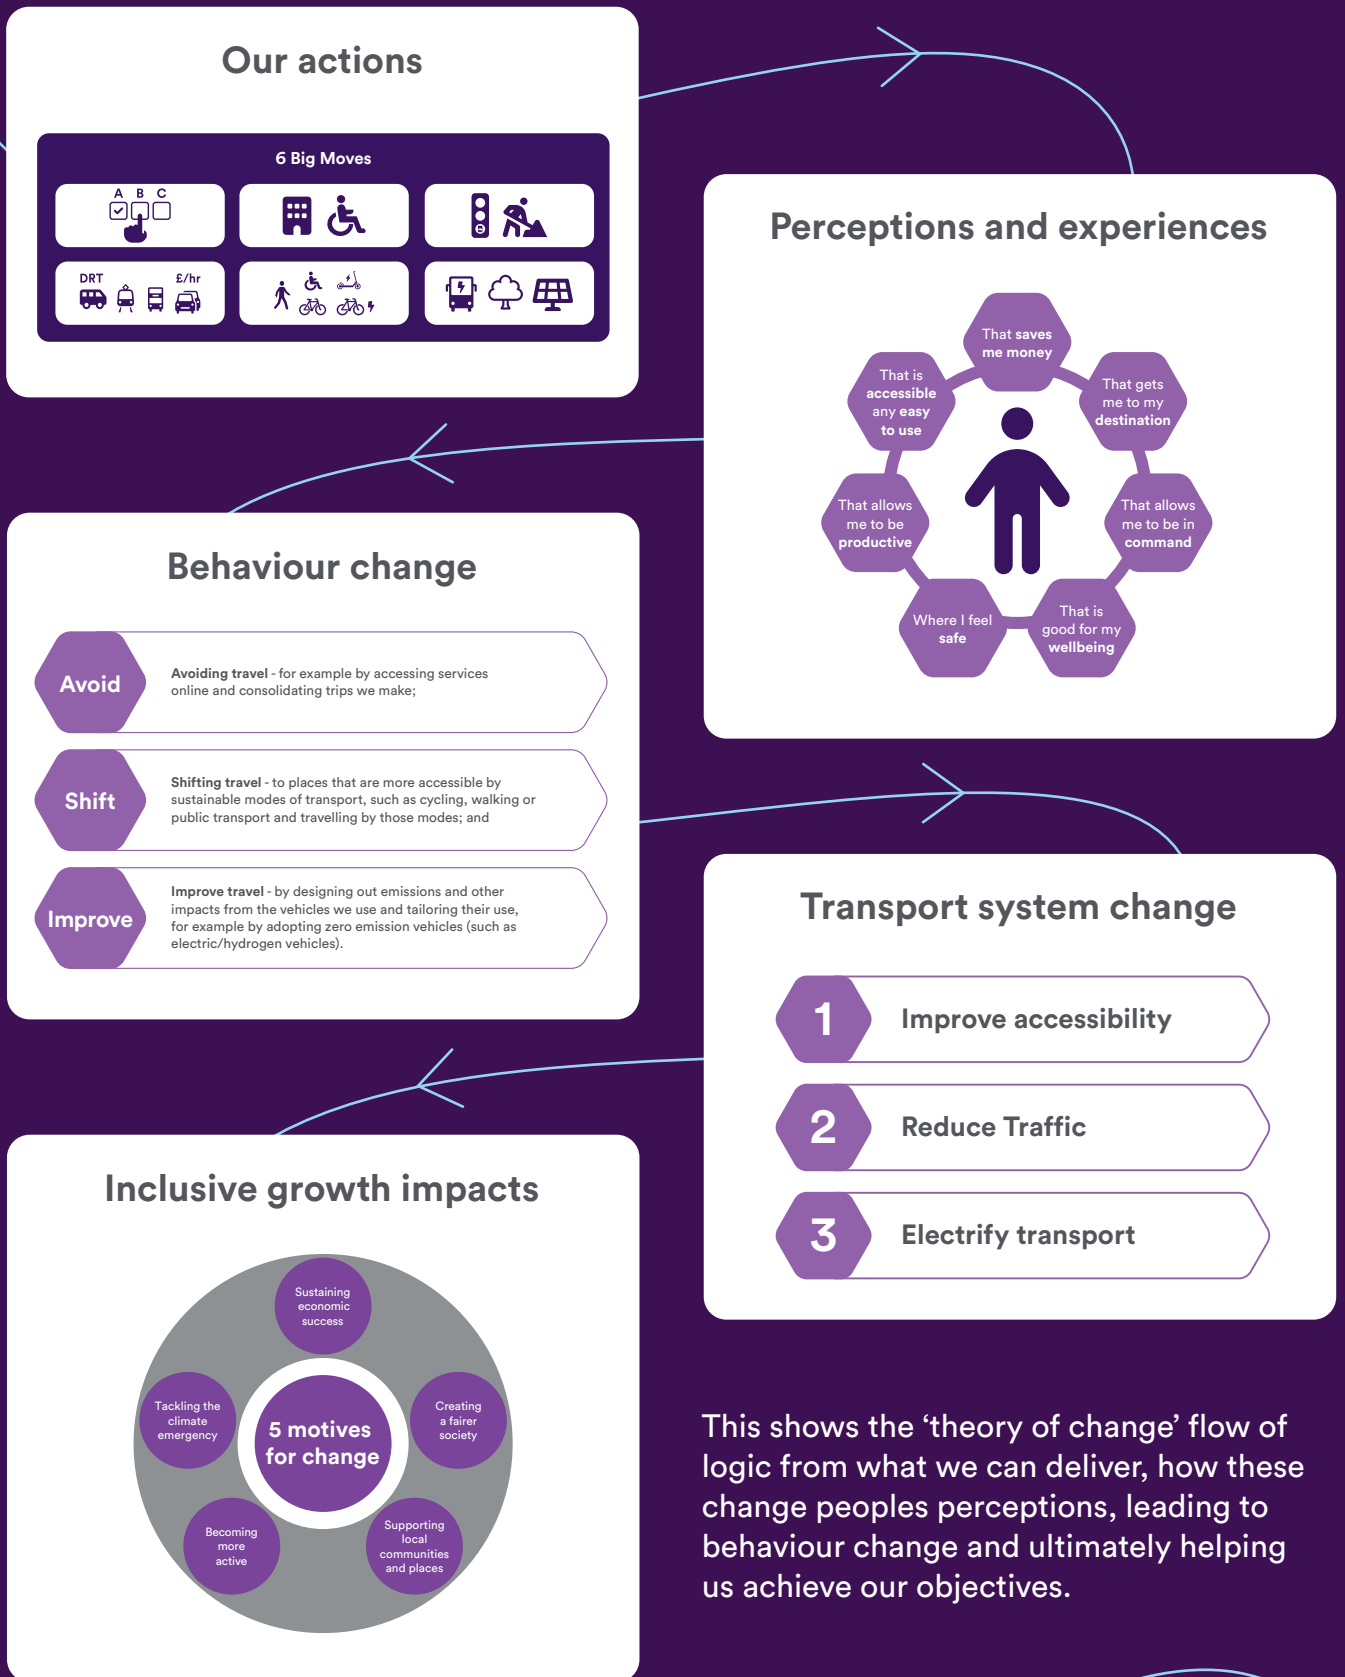 Our actions
6 Big Moves
A B C
DRT
£/hr
Perceptions and experiences
That saves
me money
That gets
me to my
destination
That allows
me to be in
command
That is
good for my
wellbeing
Where I feel
safe
That allows
me to be
productive
That is
accessible
any easy
to use
Behaviour change
Avoid
Avoiding travel - for example by accessing services
online and consolidating trips we make;
Shift
Shifting travel - to places that are more accessible by
sustainable modes of transport, such as cycling, walking or
public transport and travelling by those modes; and
Improve
Improve travel - by designing out emissions and other
impacts from the vehicles we use and tailoring their use,
for example by adopting zero emission vehicles (such as
electric/hydrogen vehicles).
Transport system change
1 Improve accessibility
2 Reduce Traffic
3 Electrify transport
Inclusive growth impacts
5 motives
for change
Sustaining
economic
success
Creating
a fairer
society
Supporting
local
communities
and places
Becoming
more
active
Tackling the
climate
emergency
This shows the ‘theory of change’ flow of
logic from what we can deliver, how these
change peoples perceptions, leading to
behaviour change and ultimately helping
us achieve our objectives.